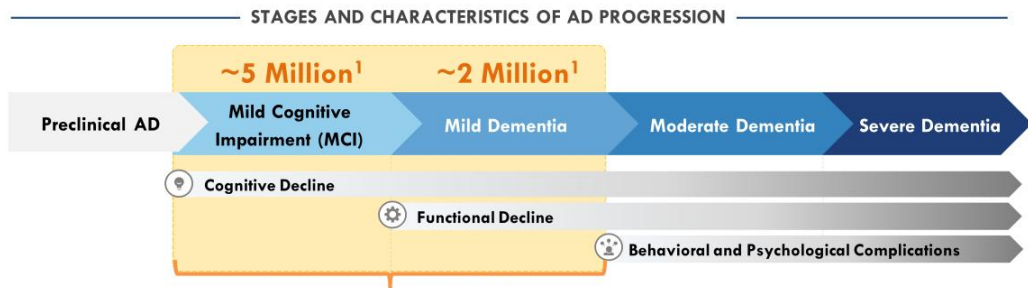 STAGES AND CHARACTERISTICS OF AD PROGRESSION
~5 Million1
~2 Million1
Preclinical AD
Mild Cognitive
Impairment (MCI)
Mild Dementia
Moderate Dementia
Severe Dementia
Cognitive Decline
Functional Decline
Behavioral and Psychological Complications